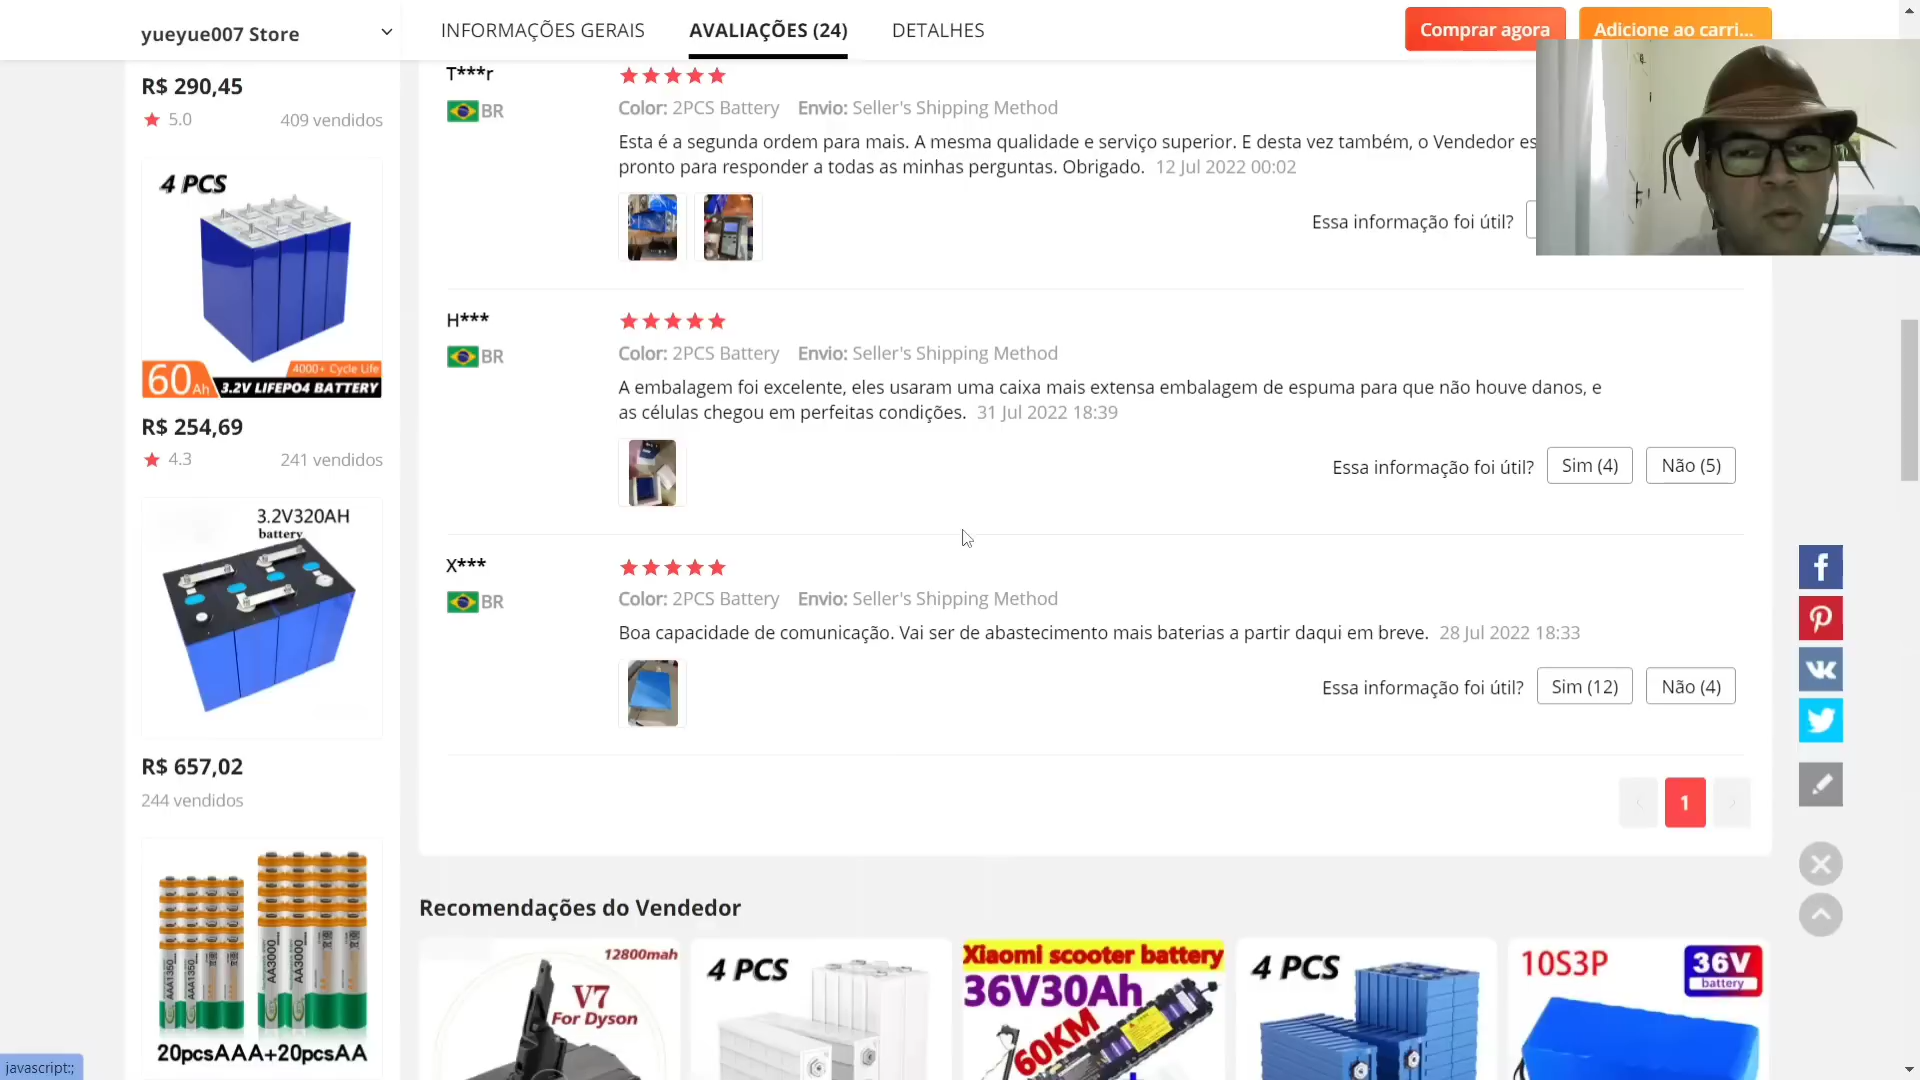 yueyue007 Store
INFORMAÇÕES GERAIS
AVALIAÇÕES (24)
DETALHES
Comprar agora
Adicione ao carri...
R$ 290,45
5.0
409 vendidos
4 PCS
60Ah
4000+ Cycle Life
3.2V LIFEPO4 BATTERY
R$ 254,69
4.3
241 vendidos
3.2V320AH
battery
R$ 657,02
244 vendidos
AAA1350
AAA1350
AA3000
AA3000
20pcsAAA+20pcsAA
T***r
BR
Color: 2PCS Battery Envio: Seller's Shipping Method
Esta é a segunda ordem para mais. A mesma qualidade e serviço superior. E desta vez também, o Vendedor es
pronto para responder a todas as minhas perguntas. Obrigado. 12 Jul 2022 00:02
Essa informação foi útil?
H***
BR
Color: 2PCS Battery Envio: Seller's Shipping Method
A embalagem foi excelente, eles usaram uma caixa mais extensa embalagem de espuma para que não houve danos, e
as células chegou em perfeitas condições. 31 Jul 2022 18:39
Essa informação foi útil? Sim (4) Não (5)
X***
BR
Color: 2PCS Battery Envio: Seller's Shipping Method
Boa capacidade de comunicação. Vai ser de abastecimento mais baterias a partir daqui em breve. 28 Jul 2022 18:33
Essa informação foi útil? Sim (12) Não (4)
1
Recomendações do Vendedor
12800mah
V7
For Dyson
4 PCS
Xiaomi scooter battery
36V30Ah
60KM
4 PCS
10S3P
36V
battery
javascript:;